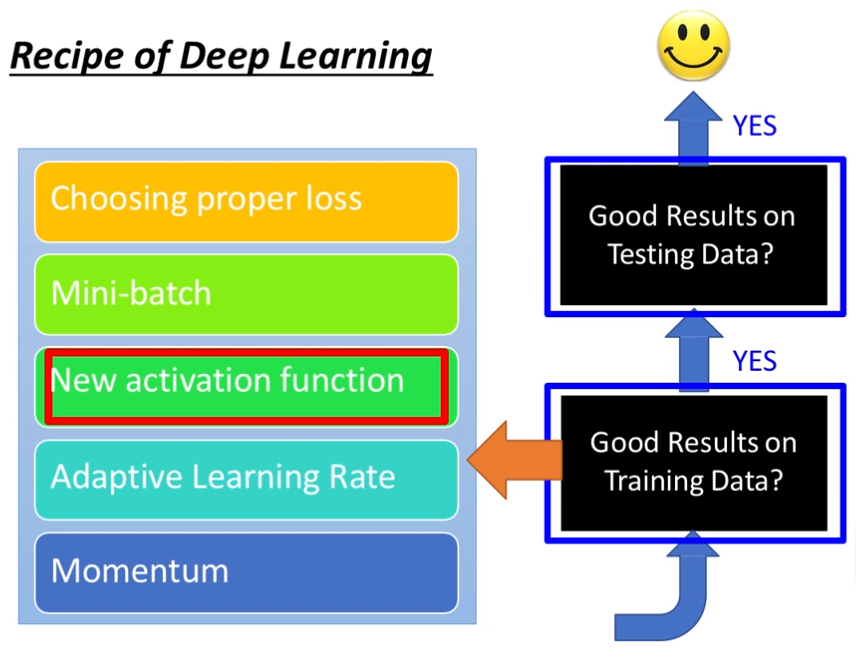 Recipe of Deep Learning
YES
Choosing proper loss
Good Results on
Testing Data?
Mini-batch
YES
New activation function
Good Results on
Training Data?
Adaptive Learning Rate
Momentum